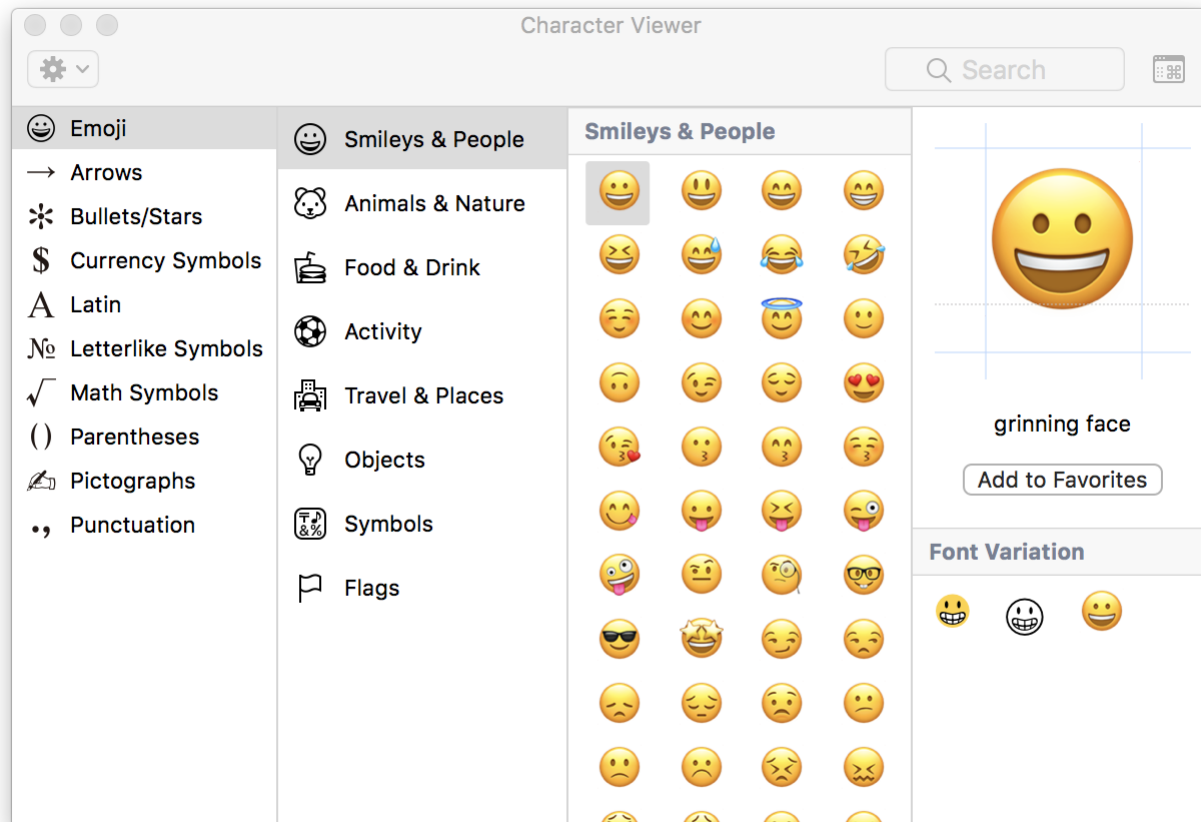 Character Viewer
Search
Emoji
Arrows
Bullets/Stars
Currency Symbols
Latin
Letterlike Symbols
Math Symbols
Parentheses
Pictographs
Punctuation
Smileys & People
Animals & Nature
Food & Drink
Activity
Travel & Places
Objects
Symbols
Flags
Smileys & People
grinning face
Add to Favorites
Font Variation